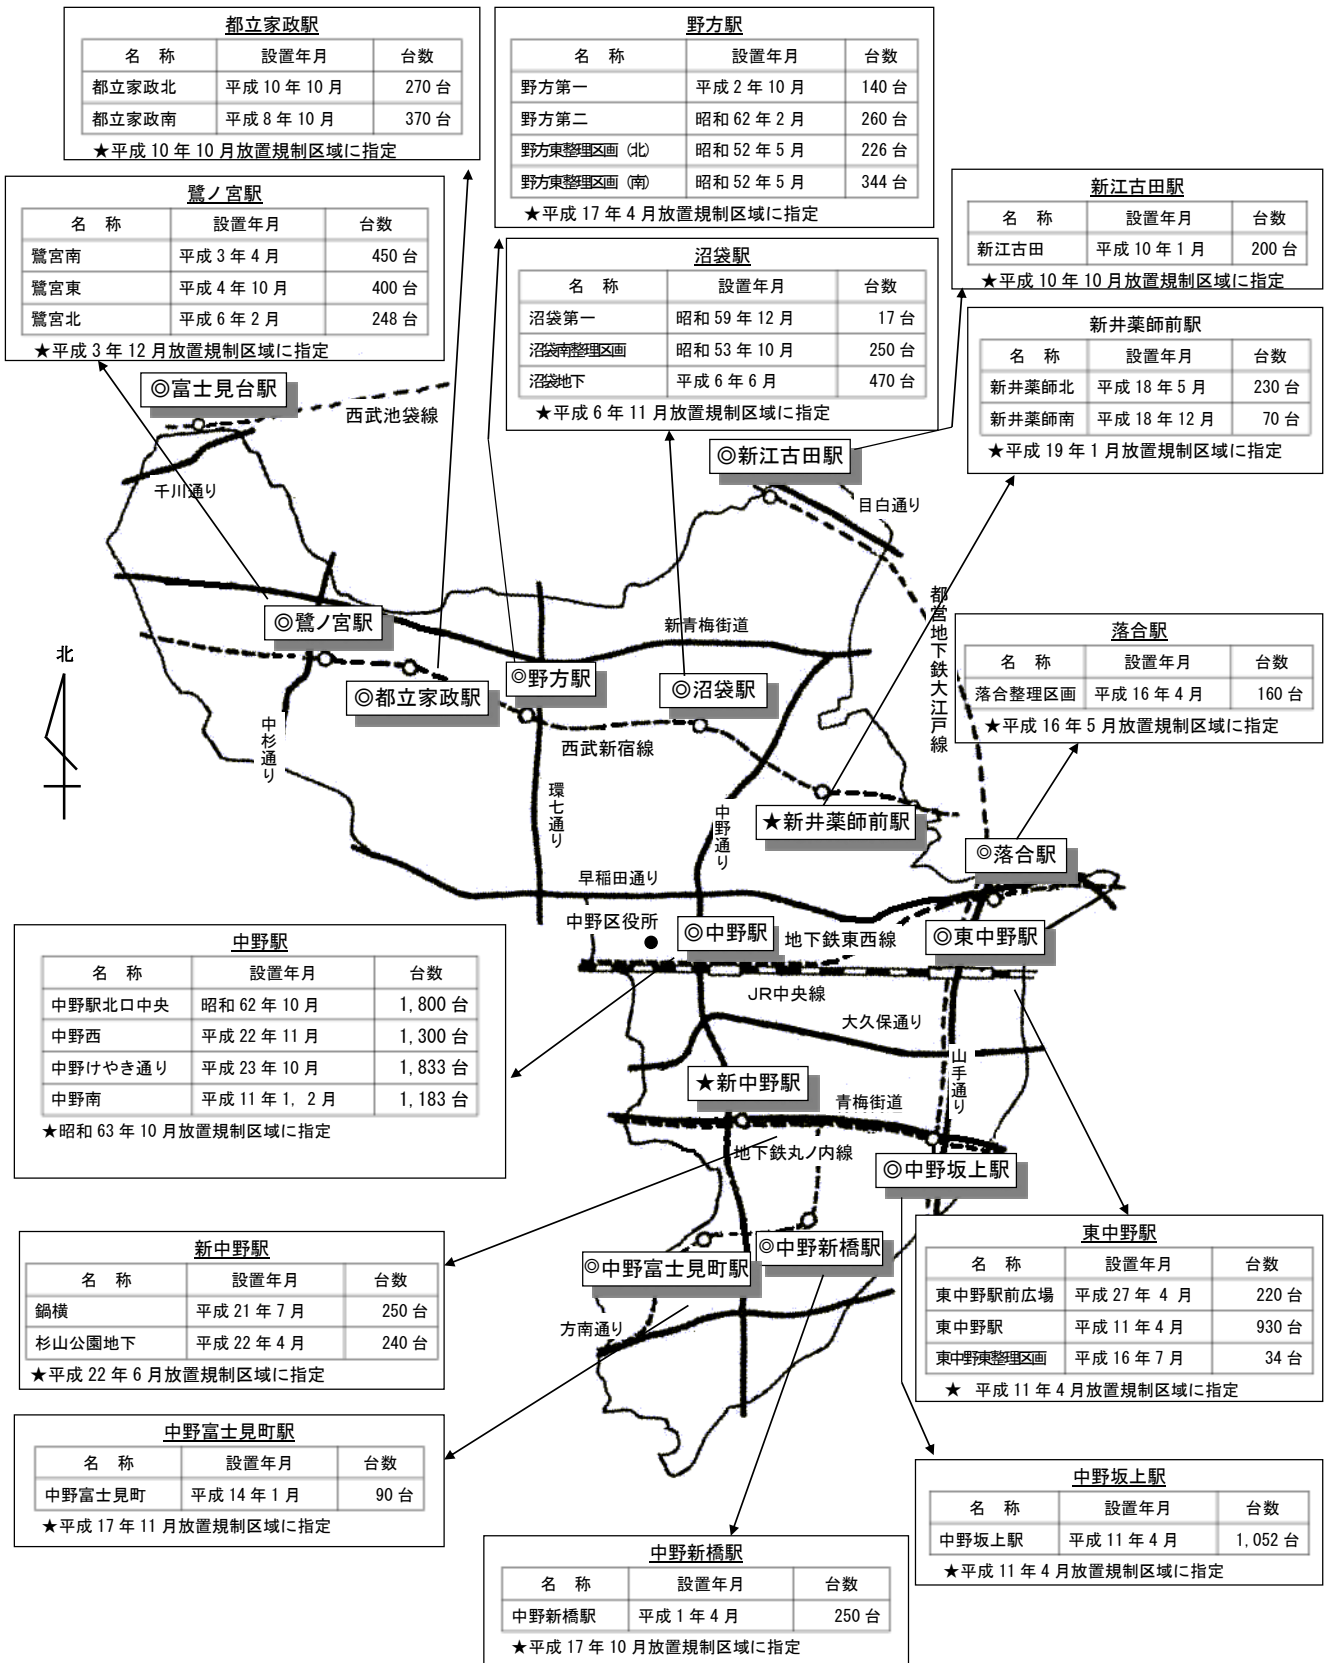 都立家政駅
名 称 設置年月 台数
都立家政北 平成 10 年 10 月 270 台
都立家政南 平成 8 年 10 月 370 台
★平成 10 年 10 月放置規制区域に指定
野方駅
名 称 設置年月 台数
野方第一 平成 2 年 10 月 140 台
野方第二 昭和 62 年 2 月 260 台
野方東整理区画（北） 昭和 52 年 5 月 226 台
野方東整理区画（南） 昭和 52 年 5 月 344 台
★平成 17 年 4 月放置規制区域に指定
鷺ノ宮駅
名 称 設置年月 台数
鷺宮南 平成 3 年 4 月 450 台
鷺宮東 平成 4 年 10 月 400 台
鷺宮北 平成 6 年 2 月 248 台
★平成 3 年 12 月放置規制区域に指定
新江古田駅
名 称 設置年月 台数
新江古田 平成 10 年 1 月 200 台
★平成 10 年 10 月放置規制区域に指定
沼袋駅
名 称 設置年月 台数
沼袋第一 昭和 59 年 12 月 17 台
沼袋南整理区画 昭和 53 年 10 月 250 台
沼袋地下 平成 6 年 6 月 470 台
★平成 6 年 11 月放置規制区域に指定
新井薬師前駅
名 称 設置年月 台数
新井薬師北 平成 18 年 5 月 230 台
新井薬師南 平成 18 年 12 月 70 台
★平成 19 年 1 月放置規制区域に指定
◎富士見台駅
西武池袋線
千川通り
◎新江古田駅
目白通り
都営地下鉄大江戸線
◎鷺ノ宮駅
新青梅街道
北
◎都立家政駅
◎野方駅
◎沼袋駅
落合駅
名 称 設置年月 台数
落合整理区画 平成 16 年 4 月 160 台
★平成 16 年 5 月放置規制区域に指定
中杉通り
西武新宿線
環七通り
中野通り
★新井薬師前駅
◎落合駅
早稲田通り
中野区役所
◎中野駅
地下鉄東西線
◎東中野駅
中野駅
名 称 設置年月 台数
中野駅北口中央 昭和 62 年 10 月 1,800 台
中野西 平成 22 年 11 月 1,300 台
中野けやき通り 平成 23 年 10 月 1,833 台
中野南 平成 11 年 1, 2 月 1,183 台
★昭和 63 年 10 月放置規制区域に指定
JR中央線
大久保通り
山手通り
★新中野駅
青梅街道
地下鉄丸ノ内線
◎中野坂上駅
新中野駅
名 称 設置年月 台数
鍋横 平成 21 年 7 月 250 台
杉山公園地下 平成 22 年 4 月 240 台
★平成 22 年 6 月放置規制区域に指定
◎中野新橋駅
◎中野富士見町駅
方南通り
東中野駅
名 称 設置年月 台数
東中野駅前広場 平成 27 年 4 月 220 台
東中野駅 平成 11 年 4 月 930 台
東中野東整理区画 平成 16 年 7 月 34 台
★ 平成 11 年 4 月放置規制区域に指定
中野富士見町駅
名 称 設置年月 台数
中野富士見町 平成 14 年 1 月 90 台
★平成 17 年 11 月放置規制区域に指定
中野坂上駅
名 称 設置年月 台数
中野坂上駅 平成 11 年 4 月 1,052 台
★平成 11 年 4 月放置規制区域に指定
中野新橋駅
名 称 設置年月 台数
中野新橋駅 平成 1 年 4 月 250 台
★平成 17 年 10 月放置規制区域に指定